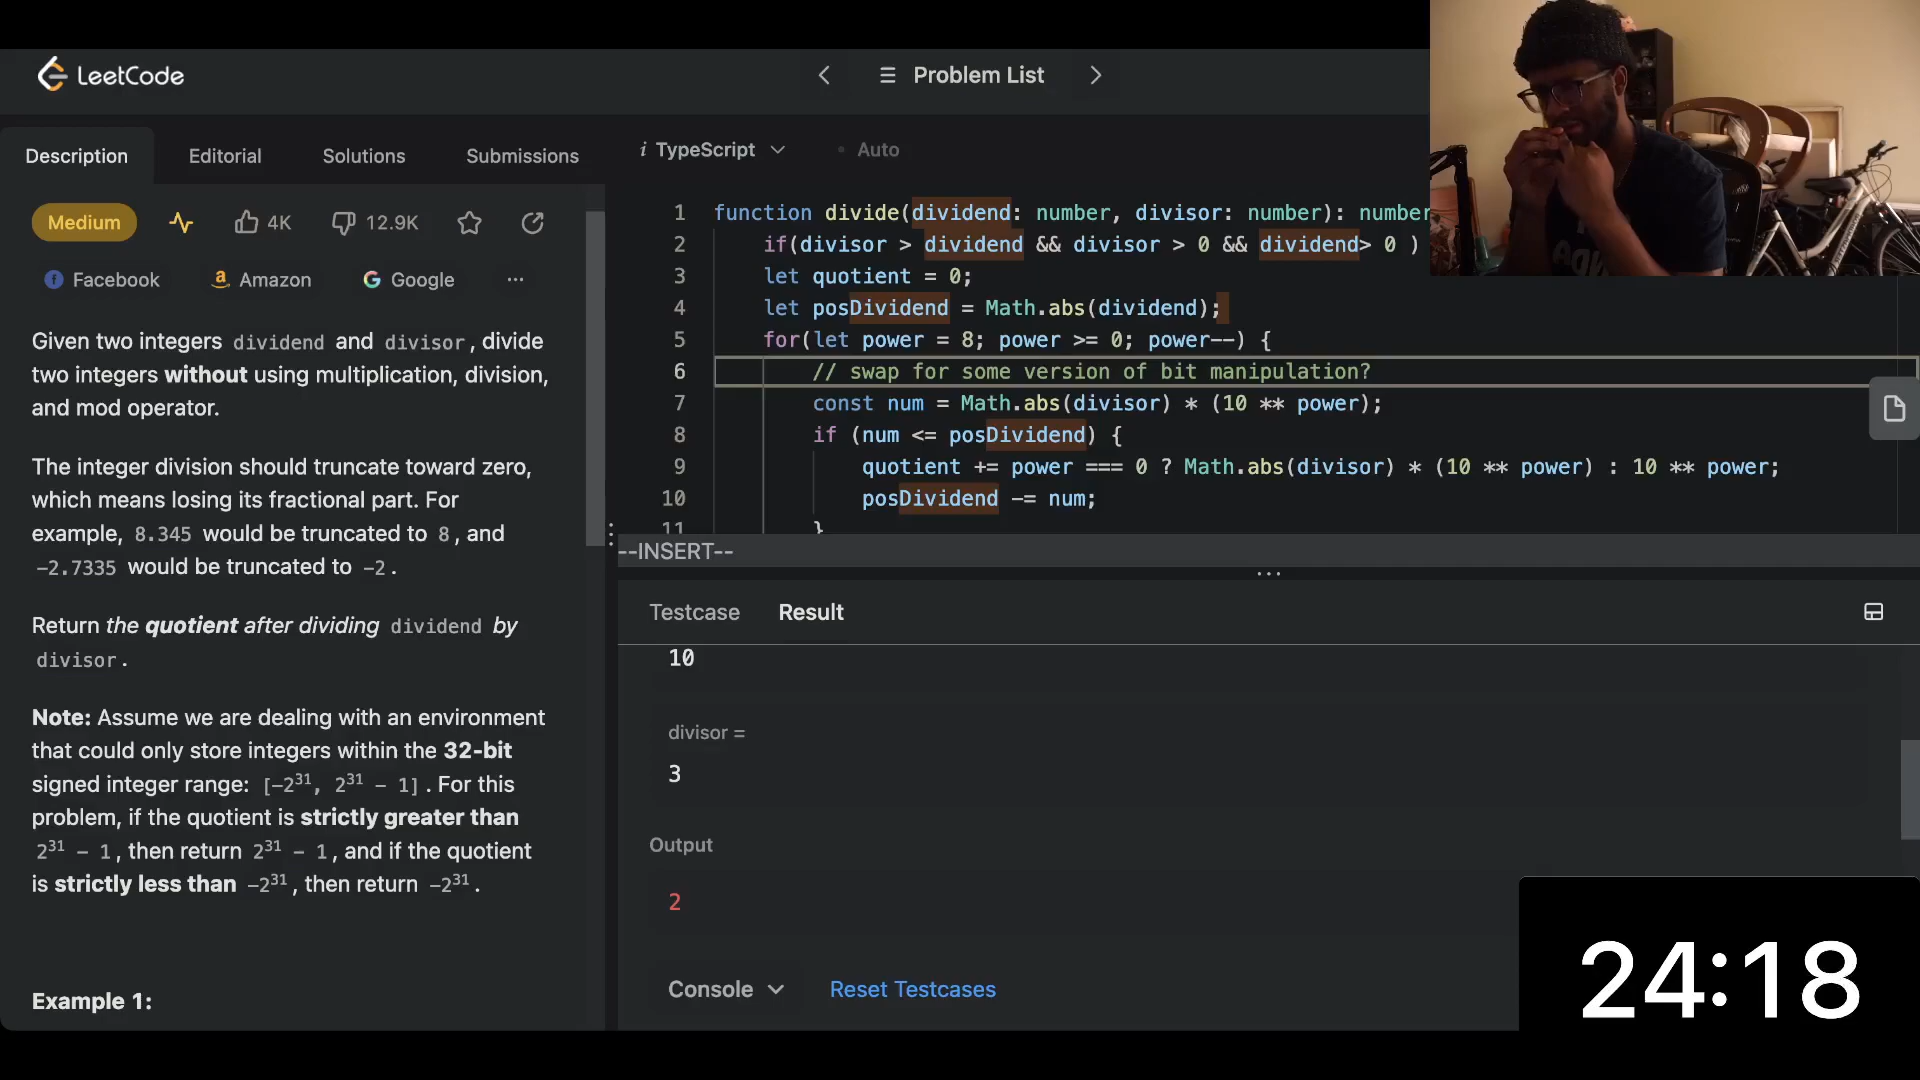 LeetCode
Problem List
Description Editorial Solutions Submissions
Medium 4K 12.9K
Facebook Amazon Google ...
Given two integers dividend and divisor, divide
two integers without using multiplication, division,
and mod operator.
The integer division should truncate toward zero,
which means losing its fractional part. For
example, 8.345 would be truncated to 8, and
-2.7335 would be truncated to -2.
Return the quotient after dividing dividend by
divisor.
Note: Assume we are dealing with an environment
that could only store integers within the 32-bit
signed integer range: [−2³¹, 2³¹ − 1]. For this
problem, if the quotient is strictly greater than
2³¹ − 1, then return 2³¹ − 1, and if the quotient
is strictly less than −2³¹, then return −2³¹.
Example 1:
i TypeScript • Auto
1 function divide(dividend: number, divisor: number): number
2 if(divisor > dividend && divisor > 0 && dividend> 0 )
3 let quotient = 0;
4 let posDividend = Math.abs(dividend);
5 for(let power = 8; power >= 0; power--) {
6 // swap for some version of bit manipulation?
7 const num = Math.abs(divisor) * (10 ** power);
8 if (num <= posDividend) {
9 quotient += power === 0 ? Math.abs(divisor) * (10 ** power) : 10 ** power;
10 posDividend -= num;
11 }
--INSERT--
...
Testcase Result
10
divisor =
3
Output
2
Console Reset Testcases
24:18